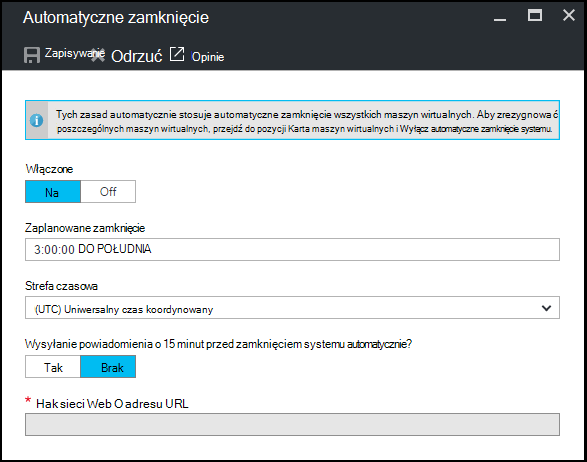 Automatyczne zamknięcie
Zapisywanie Odrzuć Opinie
Tych zasad automatycznie stosuje automatyczne zamknięcie wszystkich maszyn wirtualnych. Aby zrezygnować
poszczególnych maszyn wirtualnych, przejdź do pozycji Karta maszyn wirtualnych i Wyłącz automatyczne zamknięcie systemu.
Włączone
Na Off
Zaplanowane zamknięcie
3:00:00 DO POŁUDNIA
Strefa czasowa
(UTC) Uniwersalny czas koordynowany
Wysyłanie powiadomienia o 15 minut przed zamknięciem systemu automatycznie?
Tak Brak
* Hak sieci Web O adresu URL